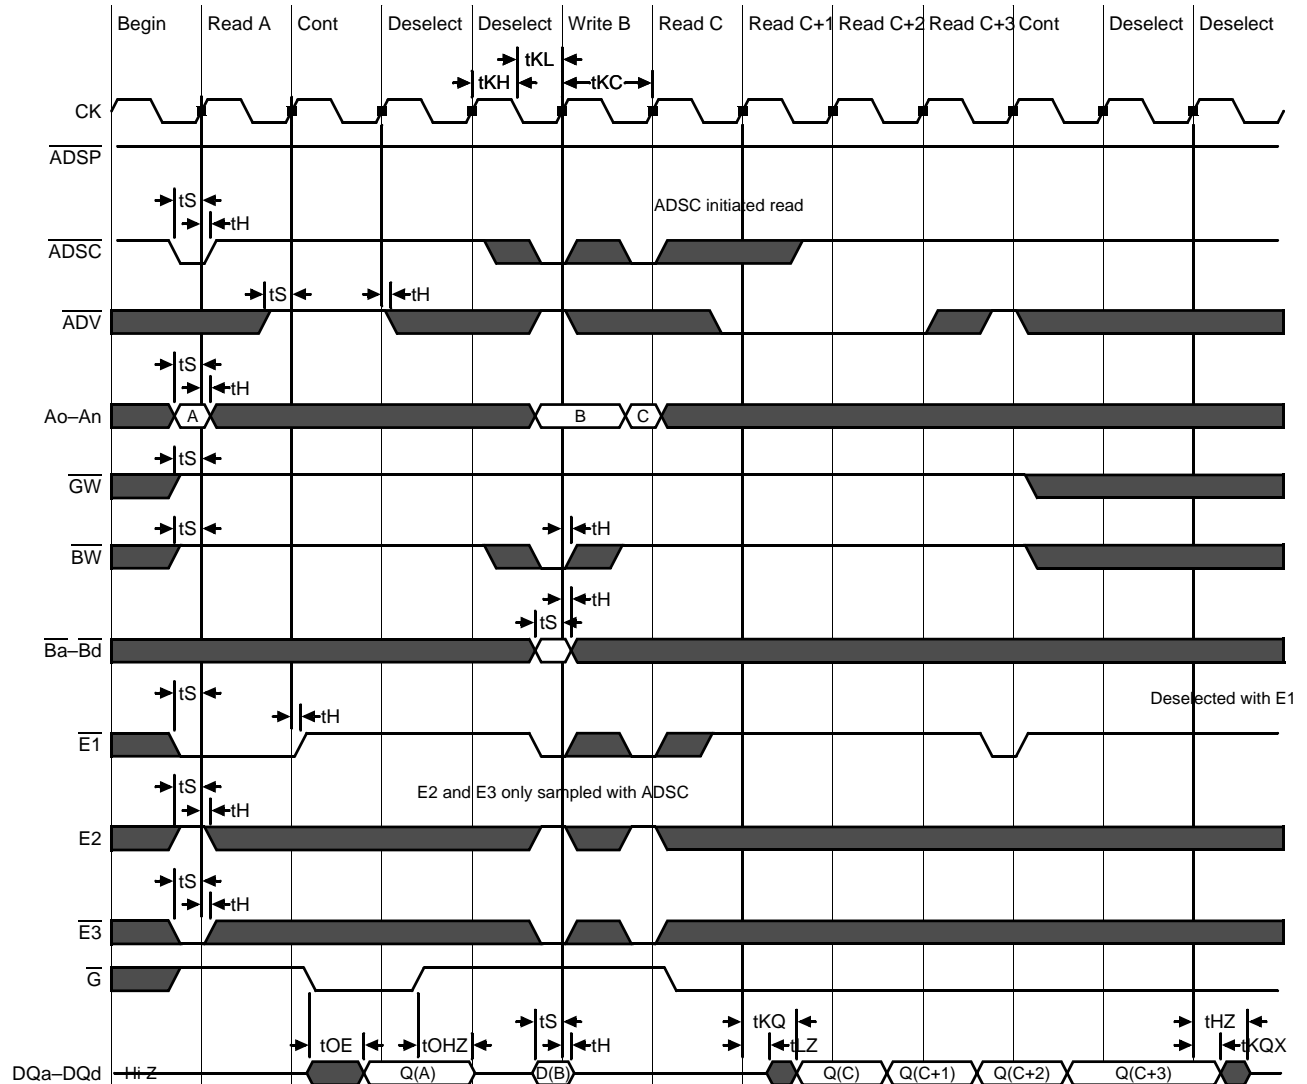 Begin Read A Cont Deselect Deselect Write B Read C Read C+1 Read C+2 Read C+3 Cont Deselect Deselect
tKL
tKH tKC
CK
ADSP
tS
tH
ADSC initiated read
ADSC
tS tH
ADV
tS
tH
Ao–An A B C
tS
GW
tS tH
BW
tH
tS
Ba–Bd
tS
Deselected with E1
tH
E1
tS
E2 and E3 only sampled with ADSC
tH
E2
tS
tH
E3
G
tS tKQ tHZ
tOE tOHZ tH tLZ tKQX
DQa–DQd Hi-Z Q(A) D(B) Q(C) Q(C+1) Q(C+2) Q(C+3)